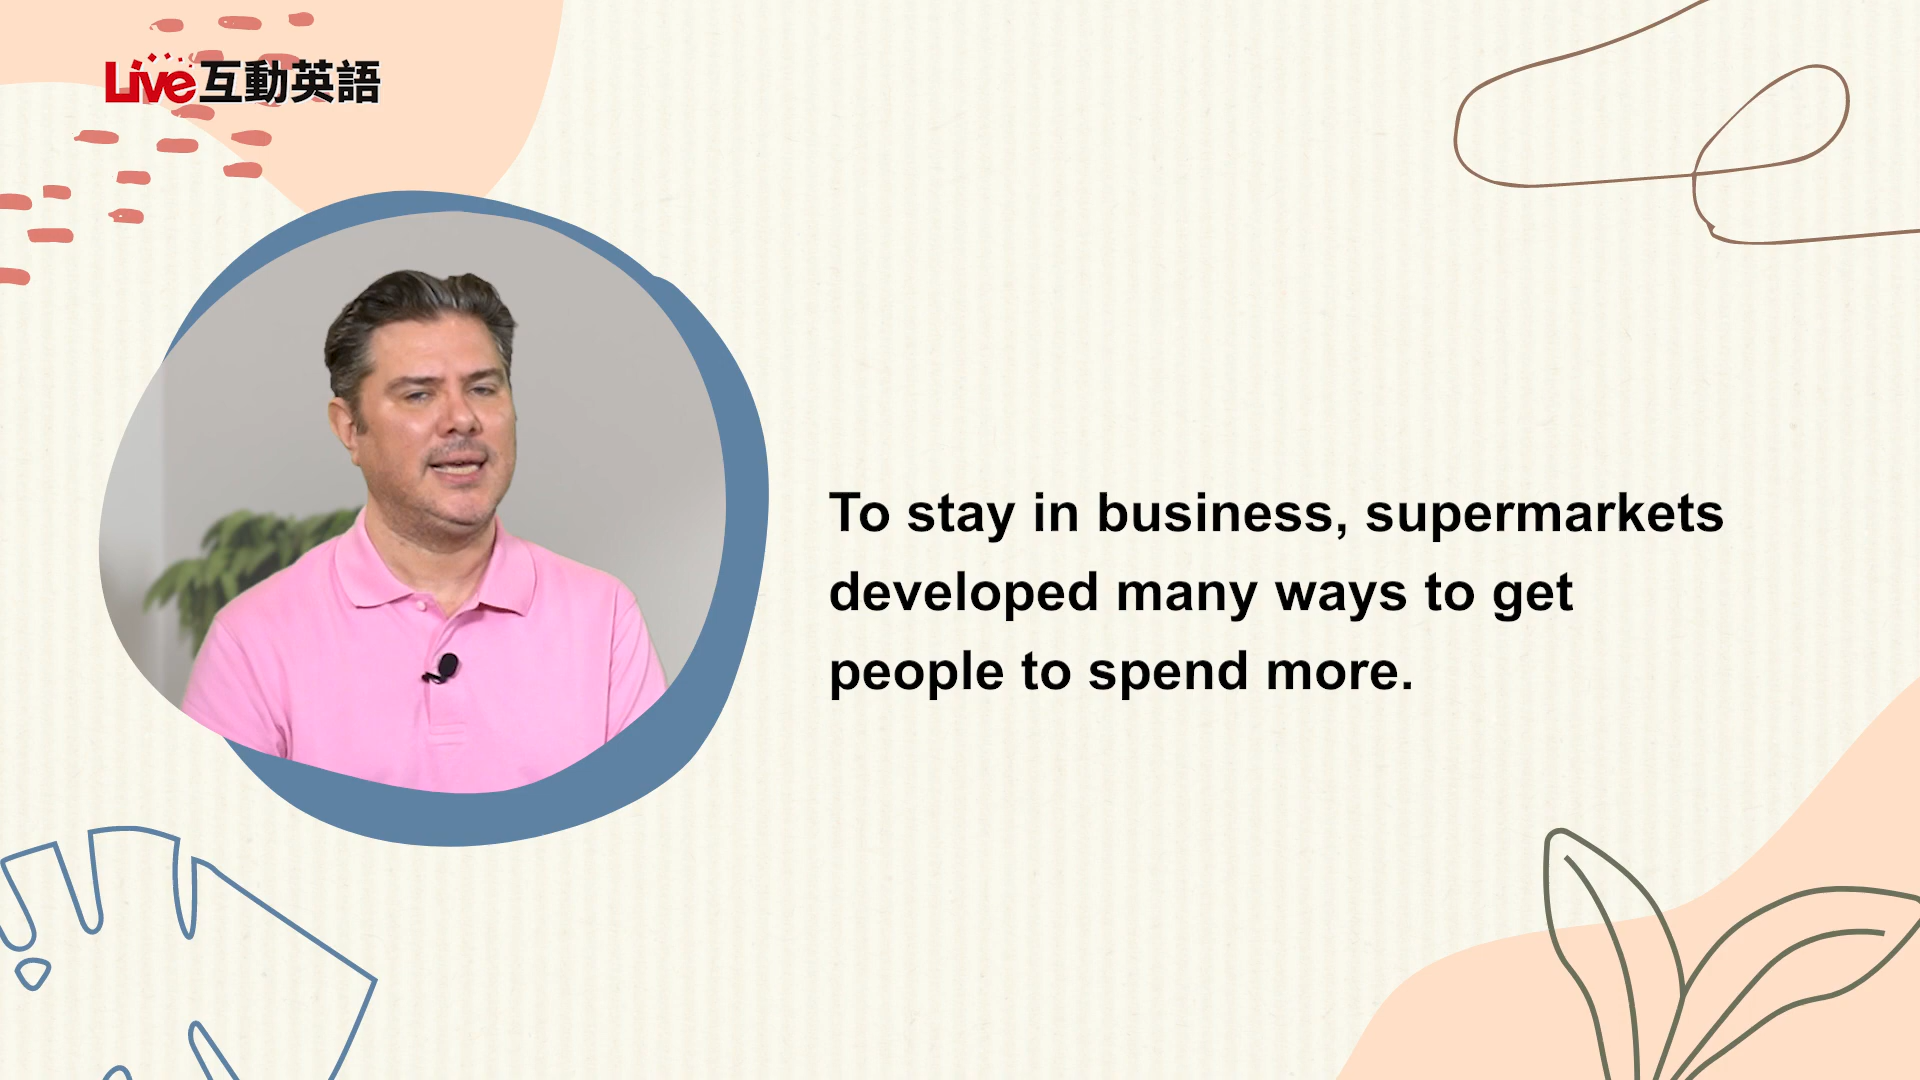 Live互動英語
To stay in business, supermarkets
developed many ways to get
people to spend more.